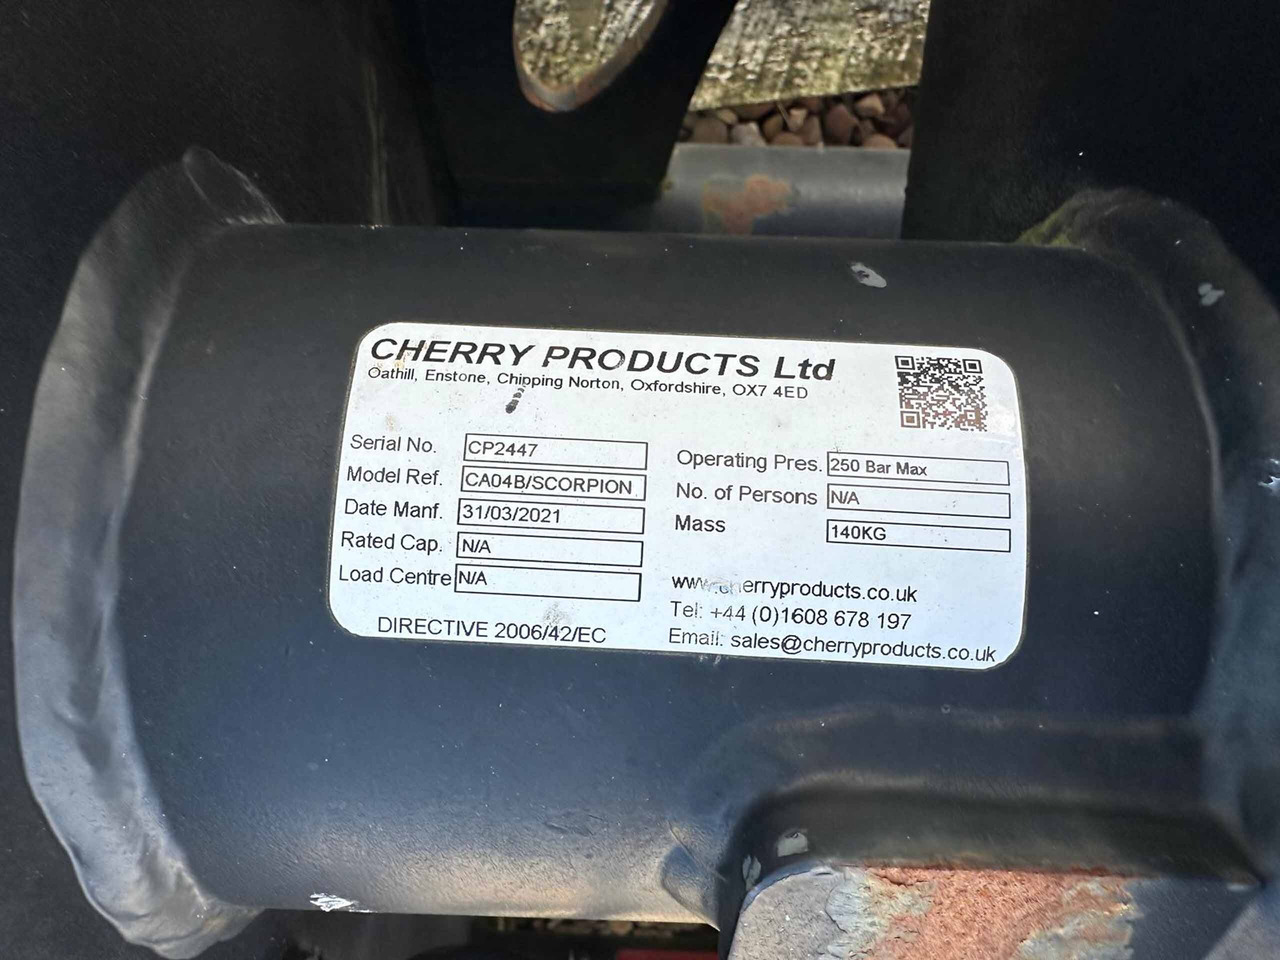 CHERRY PRODUCTS Ltd
Oathill, Enstone, Chipping Norton, Oxfordshire, OX7 4ED
Serial No. CP2447
Model Ref. CA04B/SCORPION
Date Manf. 31/03/2021
Rated Cap. N/A
Load Centre N/A
DIRECTIVE 2006/42/EC
Operating Pres. 250 Bar Max
No. of Persons N/A
Mass 140KG
www.cherryproducts.co.uk
Tel: +44 (0)1608 678 197
Email: sales@cherryproducts.co.uk